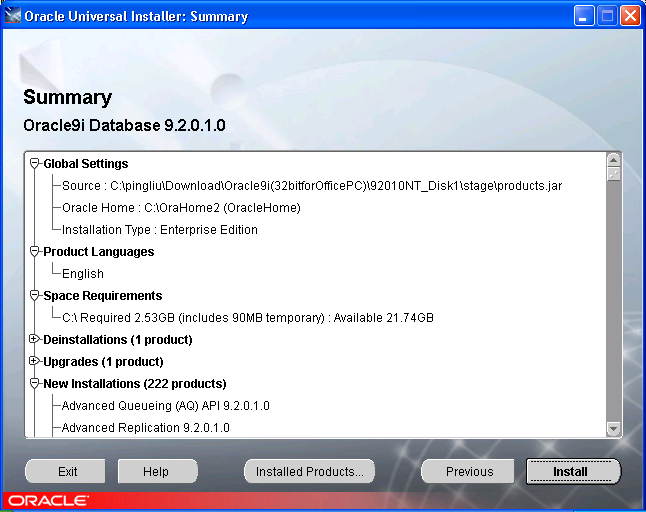 Oracle Universal Installer: Summary
Summary
Oracle9i Database 9.2.0.1.0
Global Settings
Source : C:\pingliu\Download\Oracle9i(32bitforOfficePC)\92010NT_Disk1\stage\products.jar
Oracle Home : C:\OraHome2 (OracleHome)
Installation Type : Enterprise Edition
Product Languages
English
Space Requirements
C:\ Required 2.53GB (includes 90MB temporary) : Available 21.74GB
Deinstallations (1 product)
Upgrades (1 product)
New Installations (222 products)
Advanced Queueing (AQ) API 9.2.0.1.0
Advanced Replication 9.2.0.1.0
Exit Help Installed Products... Previous Install
ORACLE